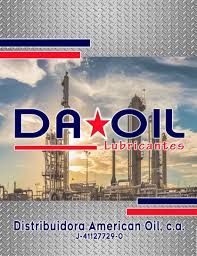 DA★OIL
Lubricantes
Distribuidora American Oil, c.a.
J-41127729-0